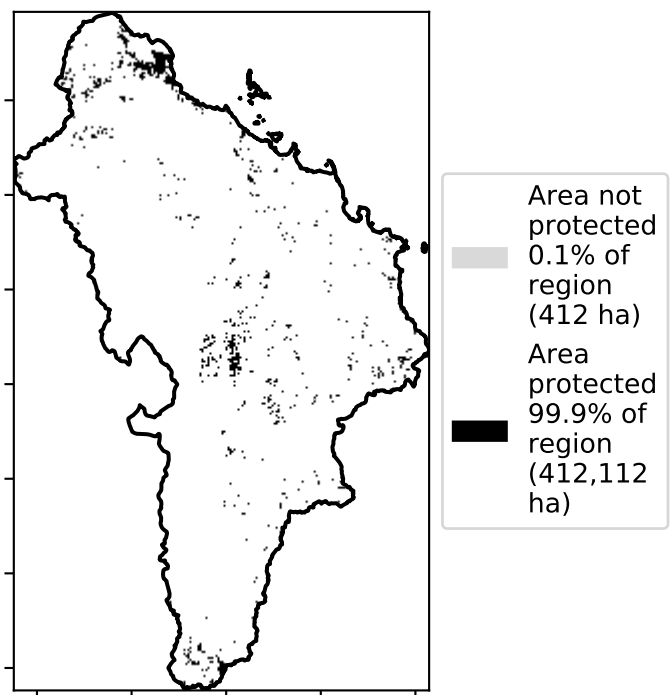 Area not
protected
0.1% of
region
(412 ha)
Area
protected
99.9% of
region
(412,112
ha)